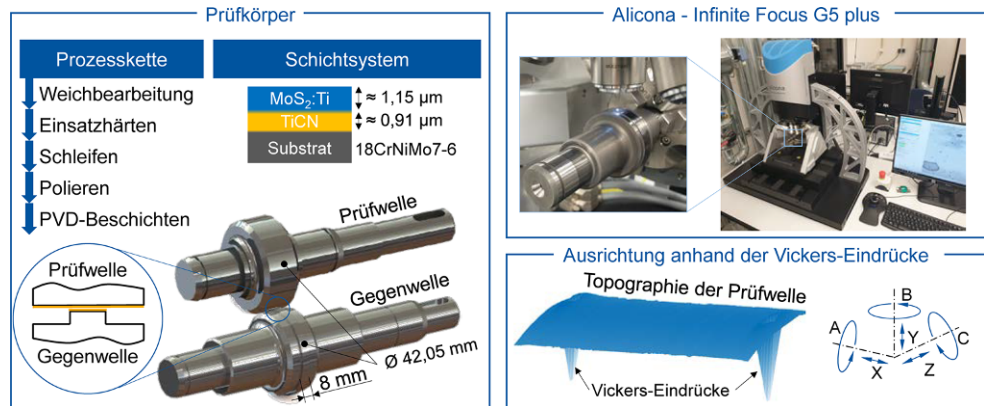 Prüfkörper
Prozesskette
Weichbearbeitung
Einsatzhärten
Schleifen
Polieren
PVD-Beschichten
Schichtsystem
MoS₂:Ti
≈ 1,15 µm
TiCN
≈ 0,91 µm
Substrat
18CrNiMo7-6
Prüfwelle
Gegenwelle
Ø 42,05 mm
8 mm
Prüfwelle
Gegenwelle
Alicona - Infinite Focus G5 plus
Ausrichtung anhand der Vickers-Eindrücke
Topographie der Prüfwelle
Vickers-Eindrücke
A
B
C
X
Y
Z